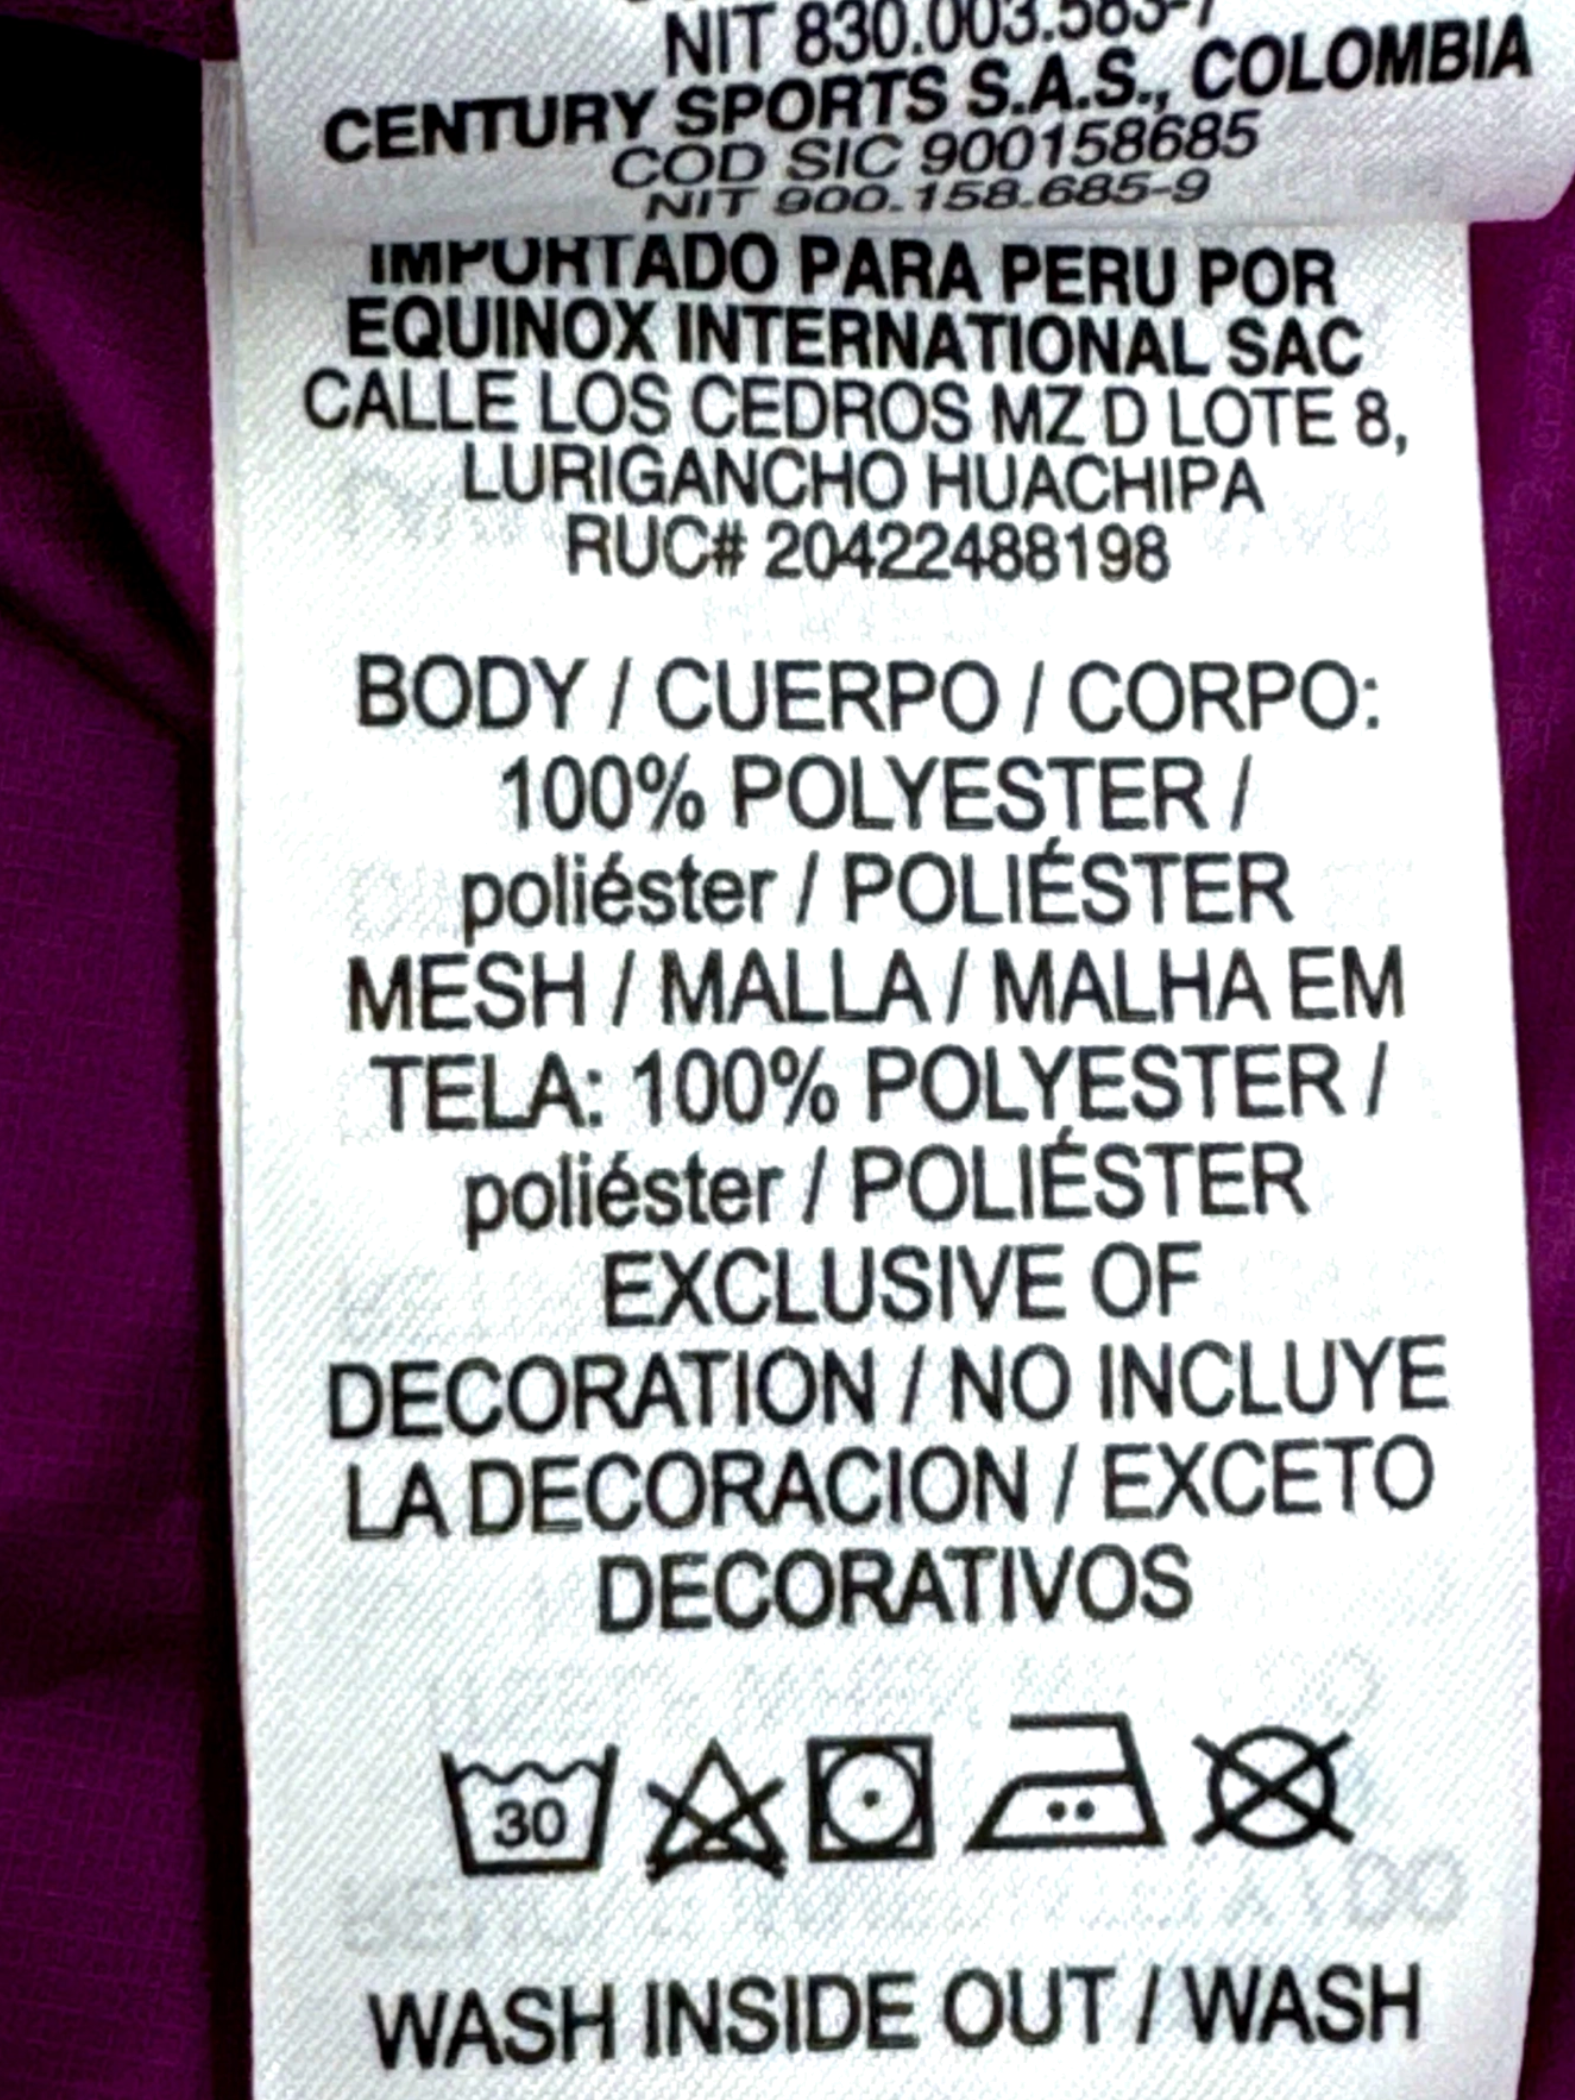 NIT 830.003.583-7
CENTURY SPORTS S.A.S., COLOMBIA
COD SIC 900158685
NIT 900.158.685-9
IMPORTADO PARA PERU POR
EQUINOX INTERNATIONAL SAC
CALLE LOS CEDROS MZ D LOTE 8,
LURIGANCHO HUACHIPA
RUC# 20422488198
BODY / CUERPO / CORPO:
100% POLYESTER /
poliéster / POLIÉSTER
MESH / MALLA / MALHA EM
TELA: 100% POLYESTER /
poliéster / POLIÉSTER
EXCLUSIVE OF
DECORATION / NO INCLUYE
LA DECORACION / EXCETO
DECORATIVOS
30
WASH INSIDE OUT / WASH